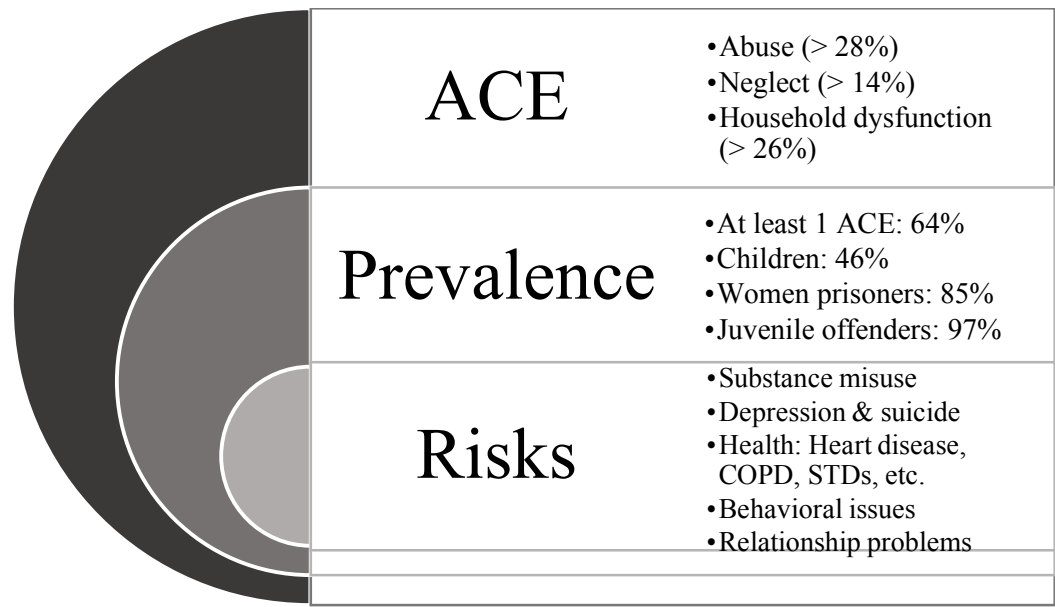 ACE
•Abuse (> 28%)
•Neglect (> 14%)
•Household dysfunction
(> 26%)
Prevalence
•At least 1 ACE: 64%
•Children: 46%
•Women prisoners: 85%
•Juvenile offenders: 97%
Risks
•Substance misuse
•Depression & suicide
•Health: Heart disease,
COPD, STDs, etc.
•Behavioral issues
•Relationship problems